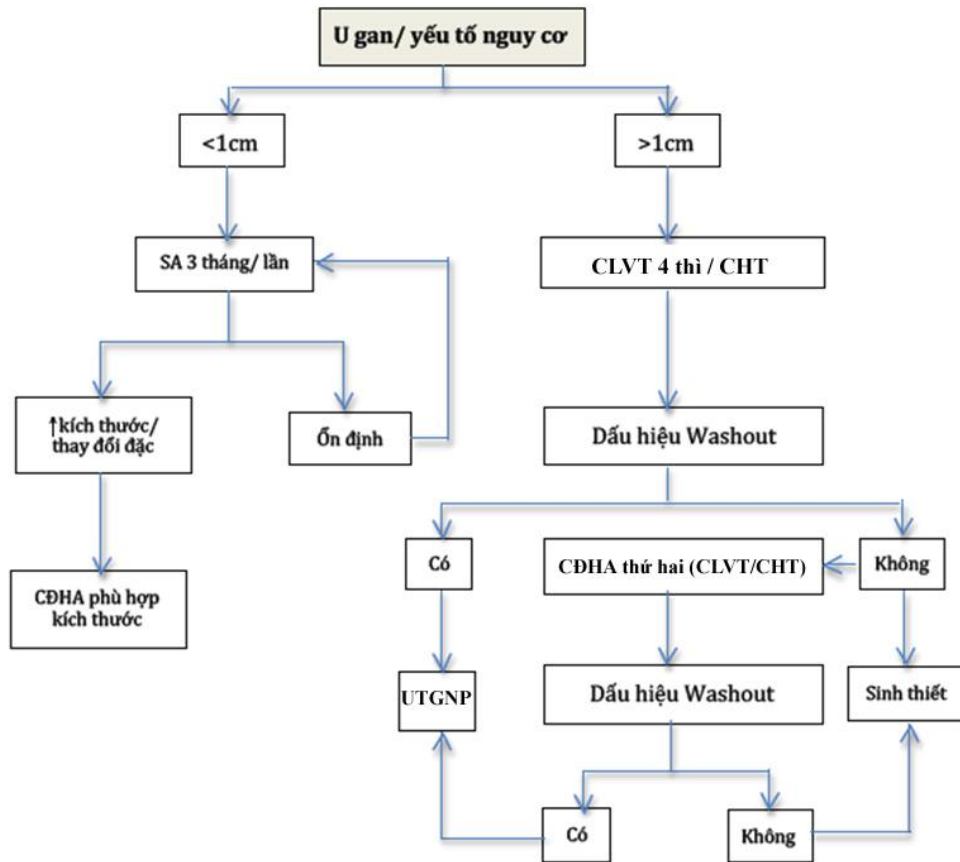 U gan/ yếu tố nguy cơ
<1cm
>1cm
SA 3 tháng/ lần
CLVT 4 thì / CHT
↑kích thước/
thay đổi đặc
Ổn định
Dấu hiệu Washout
Có
CĐHA thứ hai (CLVT/CHT)
Không
CĐHA phù hợp
kích thước
UTGNP
Dấu hiệu Washout
Sinh thiết
Có
Không